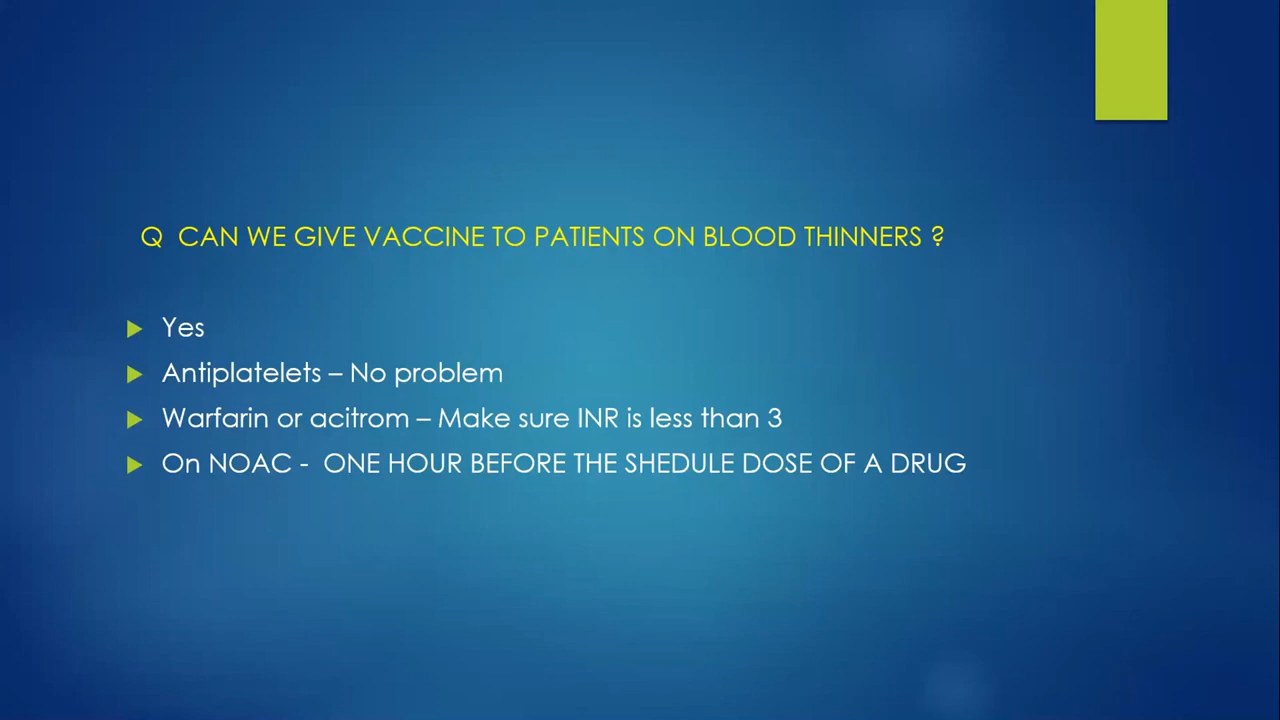 Q CAN WE GIVE VACCINE TO PATIENTS ON BLOOD THINNERS ?
Yes
Antiplatelets – No problem
Warfarin or acitrom – Make sure INR is less than 3
On NOAC - ONE HOUR BEFORE THE SHEDULE DOSE OF A DRUG